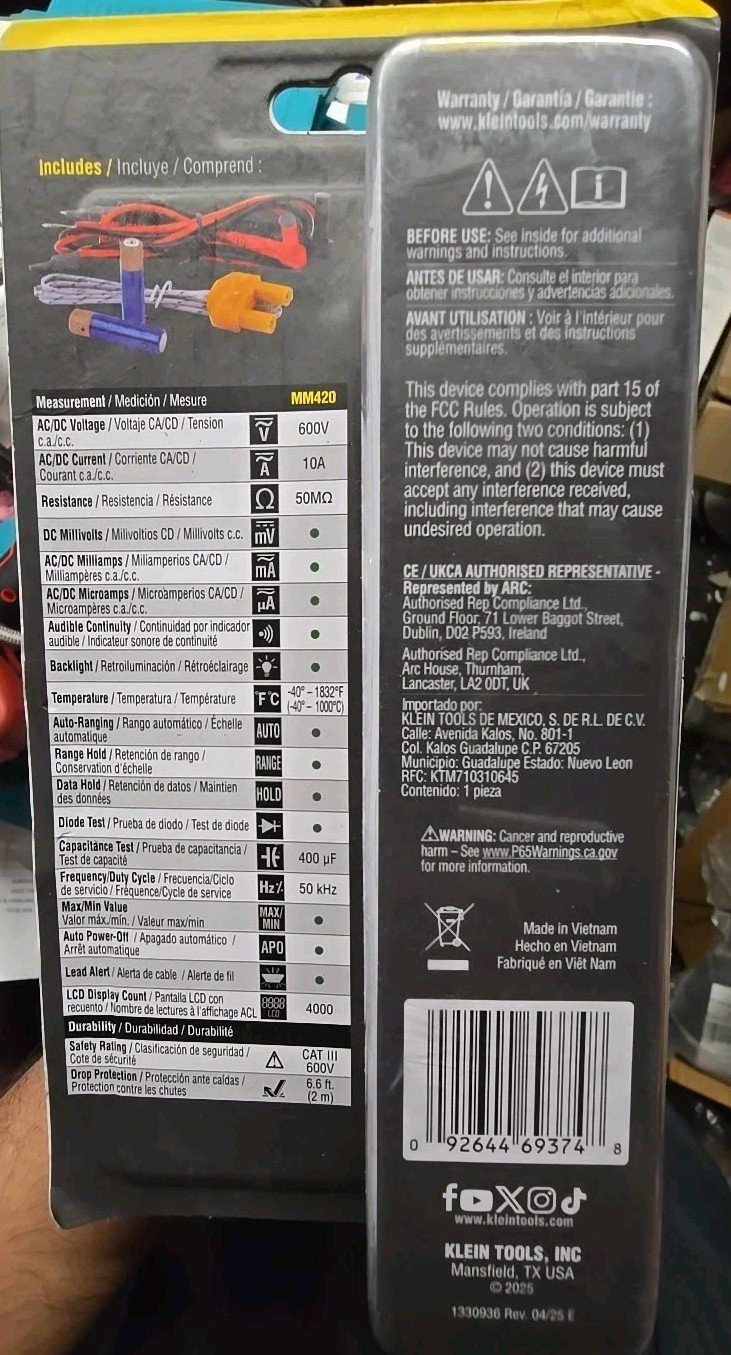 Includes / Incluye / Comprend :
Measurement / Medición / Mesure MM420
AC/DC Voltage / Voltaje CA/CD / Tension
c.a./c.c. V 600V
AC/DC Current / Corriente CA/CD /
Courant c.a./c.c. A 10A
Resistance / Resistencia / Résistance Ω 50MΩ
DC Millivolts / Milivoltios CD / Millivolts c.c. mV
AC/DC Milliamps / Miliamperios CA/CD /
Milliampères c.a./c.c. mA
AC/DC Microamps / Microamperios CA/CD /
Microampères c.a./c.c. µA
Audible Continuity / Continuidad por indicador
audible / Indicateur sonore de continuité
Backlight / Retroiluminación / Rétroéclairage
Temperature / Temperatura / Température °F°C -40° – 1832°F
(-40° – 1000°C)
Auto-Ranging / Rango automático / Échelle
automatique AUTO
Range Hold / Retención de rango /
Conservation d'échelle RANGE
Data Hold / Retención de datos / Maintien
des données HOLD
Diode Test / Prueba de diodo / Test de diode
Capacitance Test / Prueba de capacitancia /
Test de capacité 400 µF
Frequency/Duty Cycle / Frecuencia/Ciclo
de servicio / Fréquence/Cycle de service Hz% 50 kHz
Max/Min Value
Valor máx./mín. / Valeur max/min MAX/
MIN
Auto Power-Off / Apagado automático /
Arrêt automatique APO
Lead Alert / Alerta de cable / Alerte de fil
LCD Display Count / Pantalla LCD con
recuento / Nombre de lectures à l'affichage ACL 8888
LCD 4000
Durability / Durabilidad / Durabilité
Safety Rating / Clasificación de seguridad /
Cote de sécurité CAT III
600V
Drop Protection / Protección ante caídas /
Protection contre les chutes 6.6 ft.
(2 m)
Warranty / Garantía / Garantie :
www.kleintools.com/warranty
BEFORE USE: See inside for additional
warnings and instructions.
ANTES DE USAR: Consulte el interior para
obtener instrucciones y advertencias adicionales.
AVANT UTILISATION : Voir à l'intérieur pour
des avertissements et des instructions
supplémentaires.
This device complies with part 15 of
the FCC Rules. Operation is subject
to the following two conditions: (1)
This device may not cause harmful
interference, and (2) this device must
accept any interference received,
including interference that may cause
undesired operation.
CE / UKCA AUTHORISED REPRESENTATIVE -
Represented by ARC:
Authorised Rep Compliance Ltd.,
Ground Floor, 71 Lower Baggot Street,
Dublin, D02 P593, Ireland
Authorised Rep Compliance Ltd.,
Arc House, Thurnham,
Lancaster, LA2 0DT, UK
Importado por:
KLEIN TOOLS DE MEXICO, S. DE R.L. DE C.V.
Calle: Avenida Kalos, No. 801-1
Col. Kalos Guadalupe C.P. 67205
Municipio: Guadalupe Estado: Nuevo Leon
RFC: KTM710310645
Contenido: 1 pieza
WARNING: Cancer and reproductive
harm – See www.P65Warnings.ca.gov
for more information.
Made in Vietnam
Hecho en Vietnam
Fabriqué en Viêt Nam
0 92644 69374 8
www.kleintools.com
KLEIN TOOLS, INC
Mansfield, TX USA
© 2025
1330936 Rev. 04/25 E